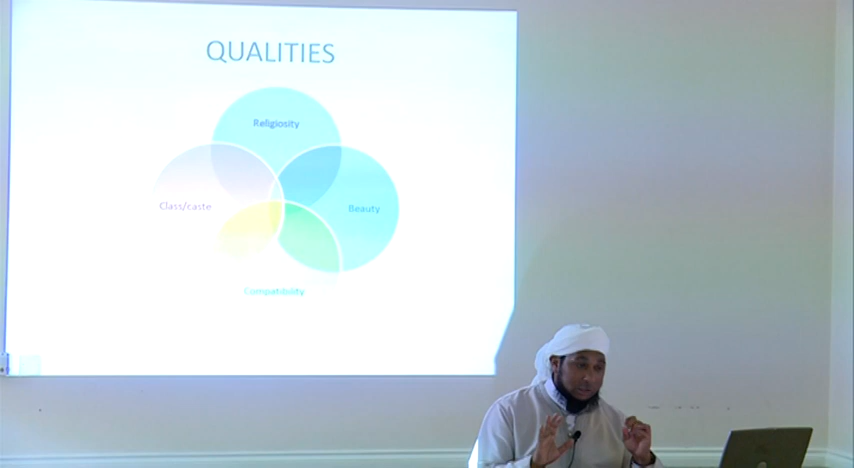 QUALITIES
Religiosity
Class/caste
Beauty
Compatibility